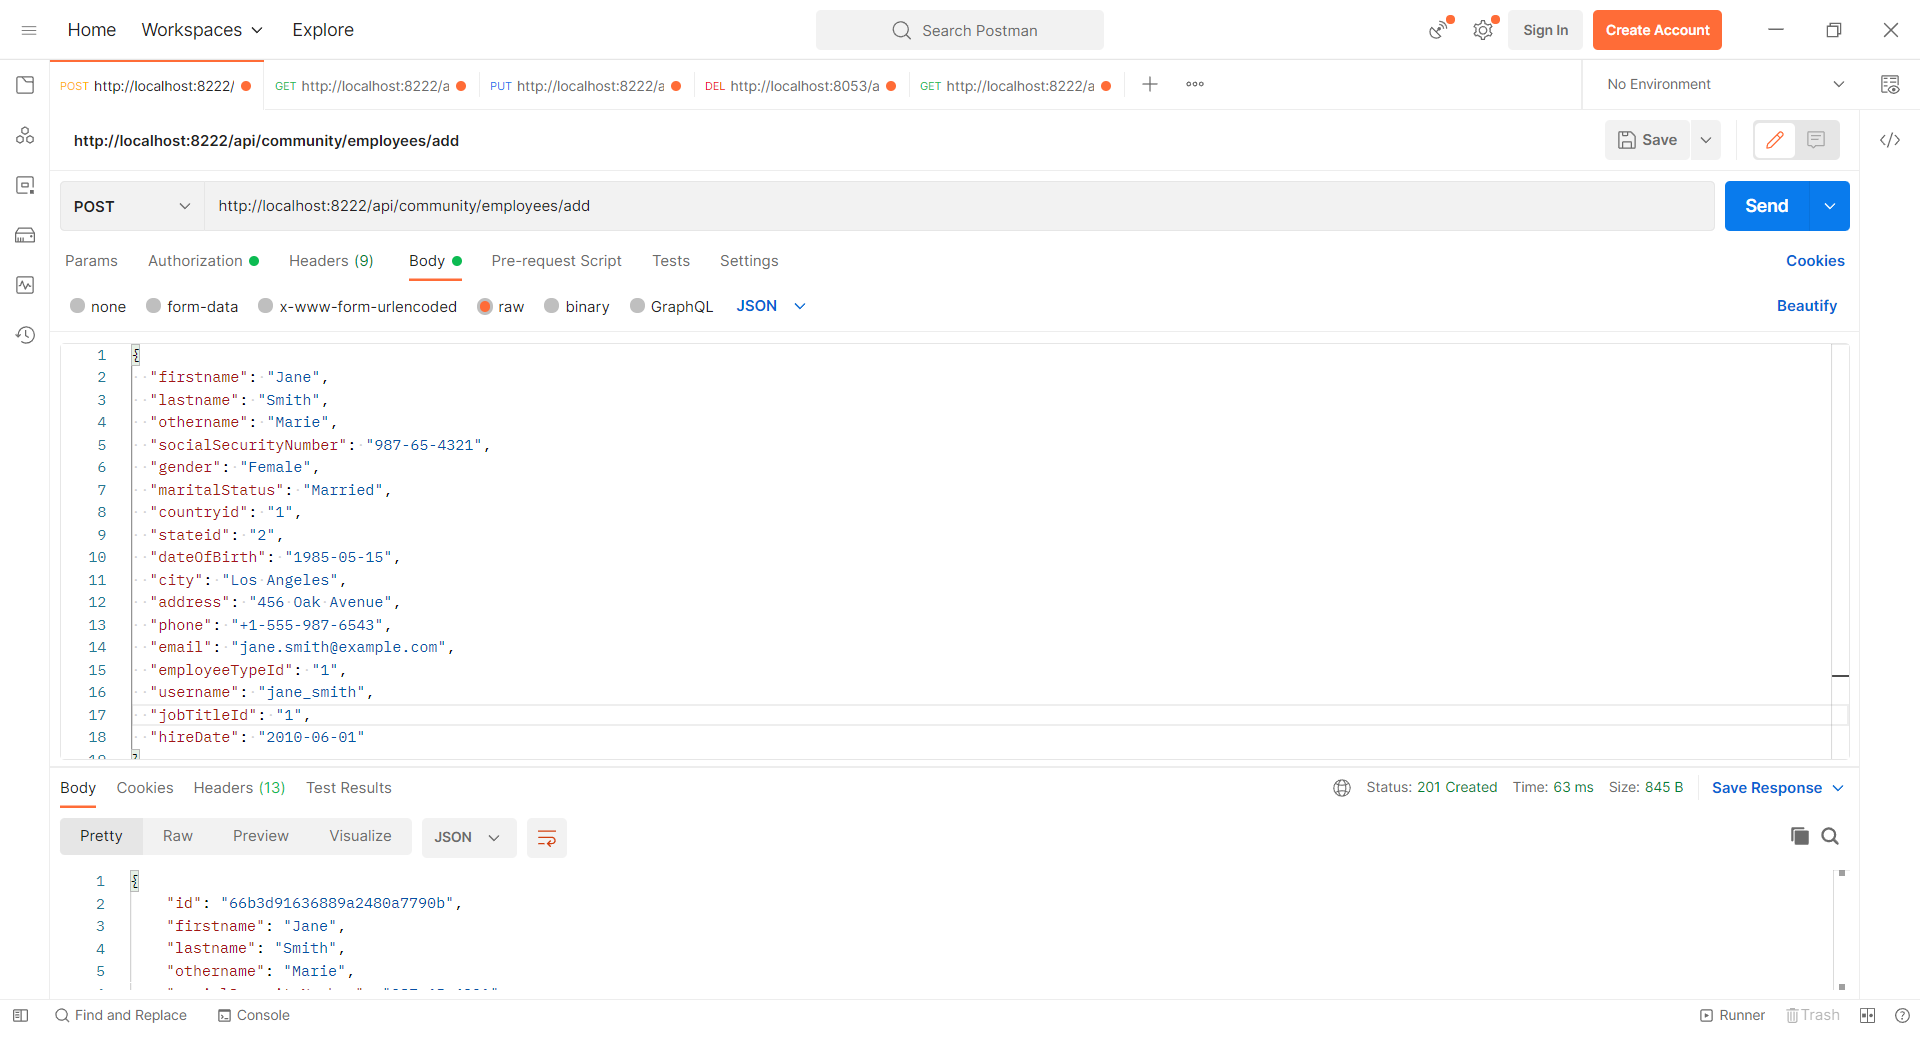 Home Workspaces Explore Search Postman Sign In Create Account
POST http://localhost:8222/ GET http://localhost:8222/a PUT http://localhost:8222/a DEL http://localhost:8053/a GET http://localhost:8222/a No Environment
http://localhost:8222/api/community/employees/add Save
POST http://localhost:8222/api/community/employees/add Send
Params Authorization Headers (9) Body Pre-request Script Tests Settings Cookies
none form-data x-www-form-urlencoded raw binary GraphQL JSON Beautify
1 {
2 "firstname": "Jane",
3 "lastname": "Smith",
4 "othername": "Marie",
5 "socialSecurityNumber": "987-65-4321",
6 "gender": "Female",
7 "maritalStatus": "Married",
8 "countryid": "1",
9 "stateid": "2",
10 "dateOfBirth": "1985-05-15",
11 "city": "Los Angeles",
12 "address": "456 Oak Avenue",
13 "phone": "+1-555-987-6543",
14 "email": "jane.smith@example.com",
15 "employeeTypeId": "1",
16 "username": "jane_smith",
17 "jobTitleId": "1",
18 "hireDate": "2010-06-01"
Body Cookies Headers (13) Test Results Status: 201 Created Time: 63 ms Size: 845 B Save Response
Pretty Raw Preview Visualize JSON
1 {
2 "id": "66b3d91636889a2480a7790b",
3 "firstname": "Jane",
4 "lastname": "Smith",
5 "othername": "Marie",
Find and Replace Console Runner Trash